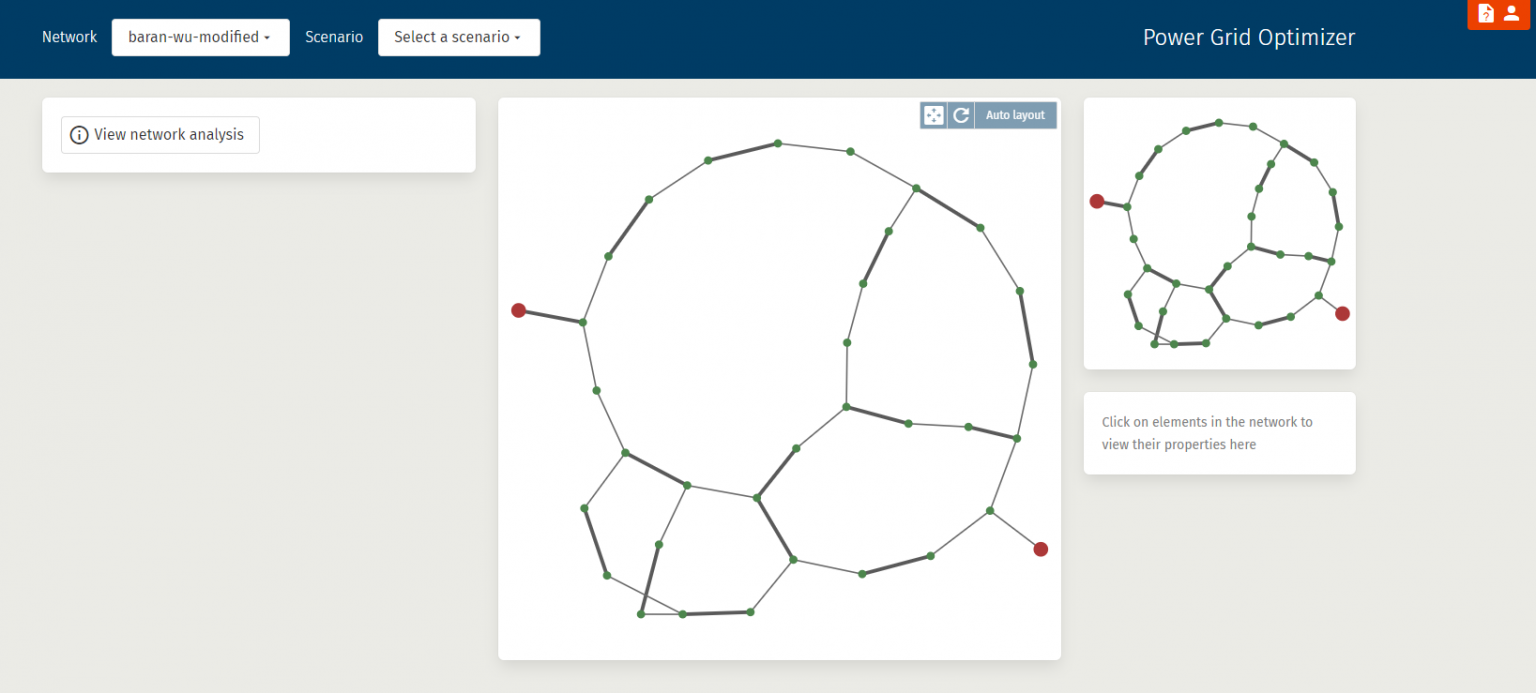 Network
baran-wu-modified
Scenario
Select a scenario
Power Grid Optimizer
View network analysis
Auto layout
Click on elements in the network to
view their properties here